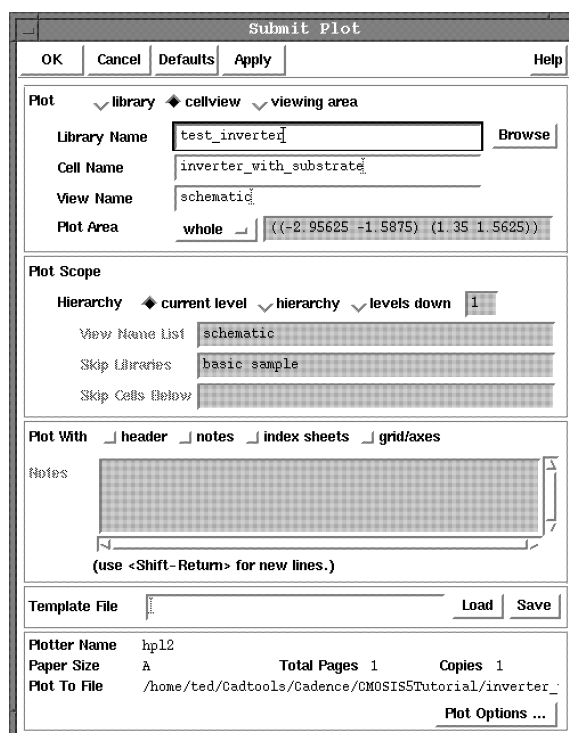 Submit Plot
OK Cancel Defaults Apply Help
Plot library cellview viewing area
Library Name test_inverter Browse
Cell Name inverter_with_substrate
View Name schematic
Plot Area whole ((-2.95625 -1.5875) (1.35 1.5625))
Plot Scope
Hierarchy current level hierarchy levels down 1
View Name List schematic
Skip Libraries basic sample
Skip Cells Below
Plot With header notes index sheets grid/axes
Notes
(use <Shift-Return> for new lines.)
Template File Load Save
Plotter Name hpl2
Paper Size A Total Pages 1 Copies 1
Plot To File /home/ted/Cadtools/Cadence/CMOSIS5Tutorial/inverter_
Plot Options ...